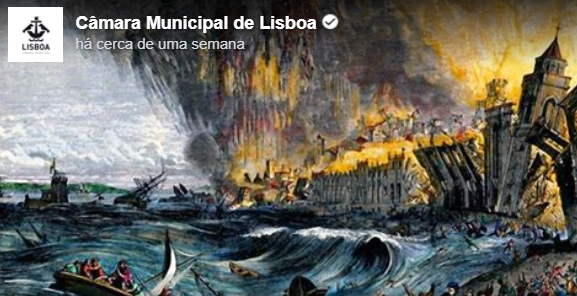 Câmara Municipal de Lisboa
há cerca de uma semana
LISBOA